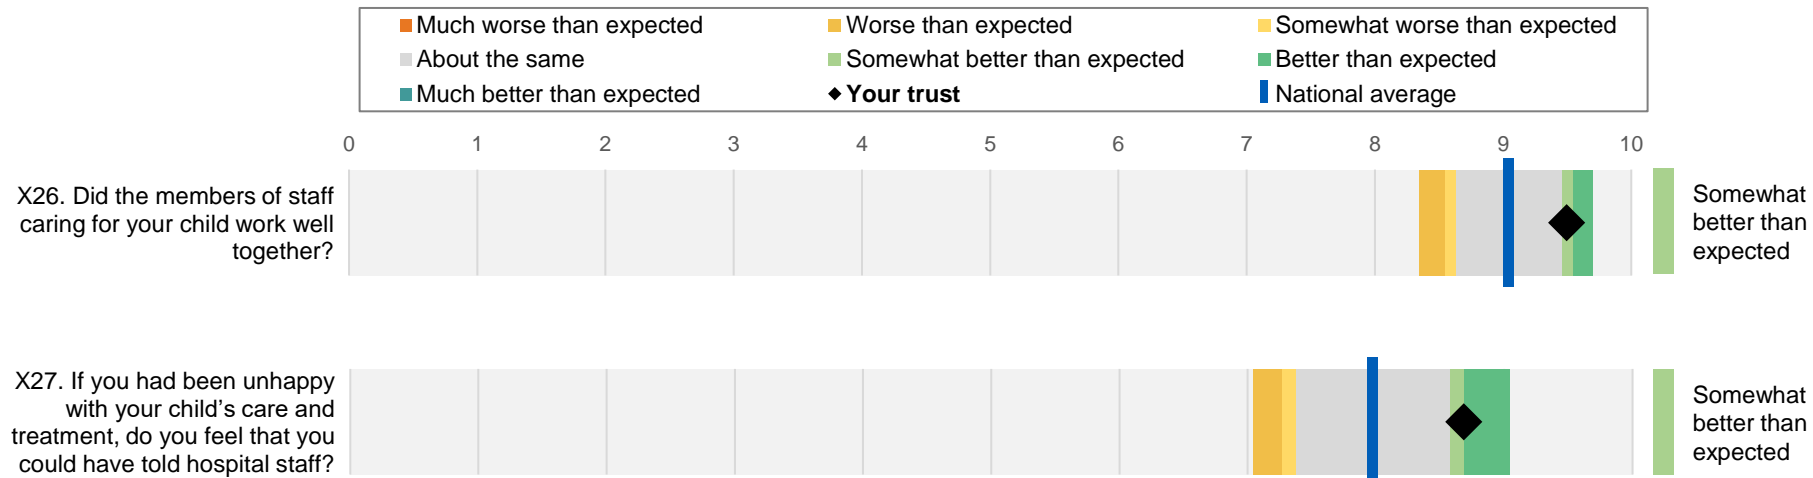 Much worse than expected
Worse than expected
Somewhat worse than expected
About the same
Somewhat better than expected
Better than expected
Much better than expected
Your trust
National average
0 1 2 3 4 5 6 7 8 9 10
X26. Did the members of staff
caring for your child work well
together?
Somewhat
better than
expected
X27. If you had been unhappy
with your child’s care and
treatment, do you feel that you
could have told hospital staff?
Somewhat
better than
expected